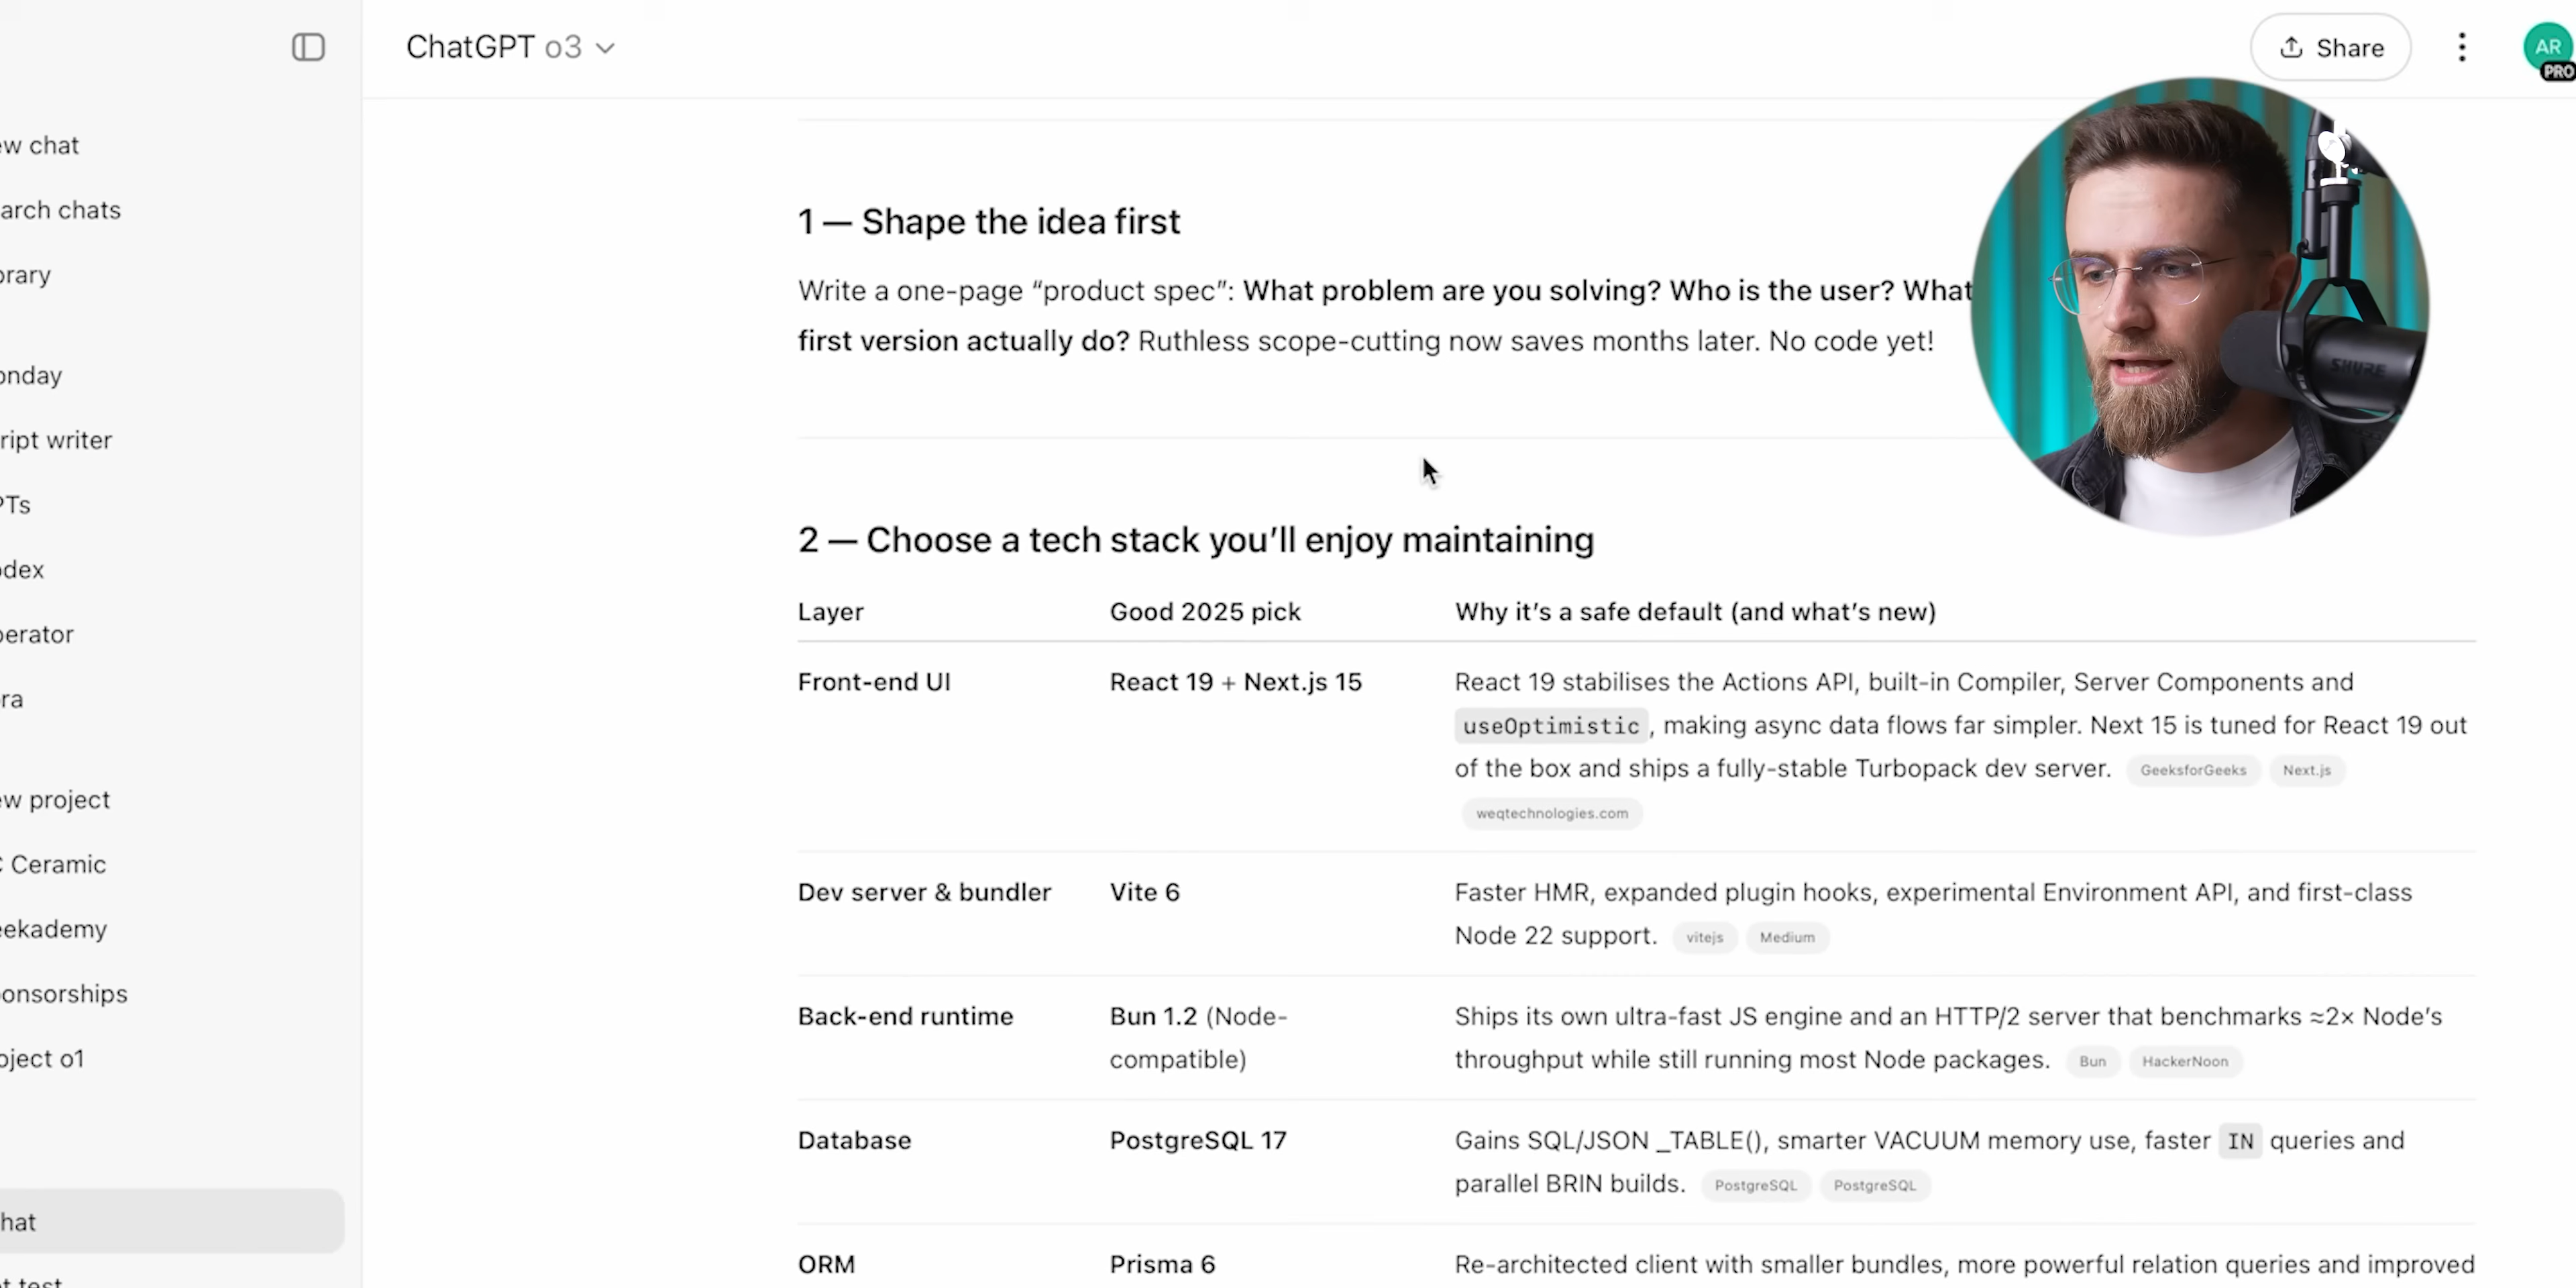 ChatGPT o3
Share
AR
PRO
ew chat
arch chats
brary
onday
ript writer
PTs
odex
perator
ra
ew project
C Ceramic
eekademy
onsorships
oject o1
hat
t test
1 — Shape the idea first
Write a one-page “product spec”: What problem are you solving? Who is the user? What
first version actually do? Ruthless scope-cutting now saves months later. No code yet!
SHURE
2 — Choose a tech stack you’ll enjoy maintaining
Layer Good 2025 pick Why it’s a safe default (and what’s new)
Front-end UI React 19 + Next.js 15 React 19 stabilises the Actions API, built-in Compiler, Server Components and
useOptimistic, making async data flows far simpler. Next 15 is tuned for React 19 out
of the box and ships a fully-stable Turbopack dev server. GeeksforGeeks Next.js
weqtechnologies.com
Dev server & bundler Vite 6 Faster HMR, expanded plugin hooks, experimental Environment API, and first-class
Node 22 support. vitejs Medium
Back-end runtime Bun 1.2 (Node- Ships its own ultra-fast JS engine and an HTTP/2 server that benchmarks ≈2× Node’s
compatible) throughput while still running most Node packages. Bun HackerNoon
Database PostgreSQL 17 Gains SQL/JSON _TABLE(), smarter VACUUM memory use, faster IN queries and
parallel BRIN builds. PostgreSQL PostgreSQL
ORM Prisma 6 Re-architected client with smaller bundles, more powerful relation queries and improved